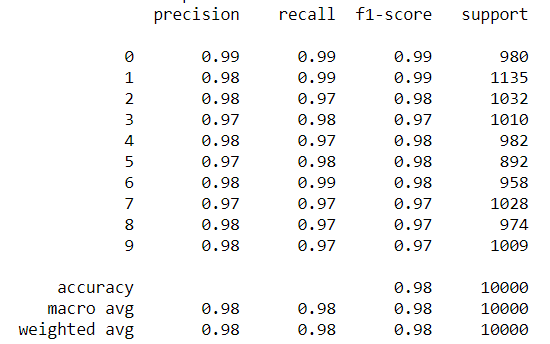 precision recall f1-score support
0 0.99 0.99 0.99 980
1 0.98 0.99 0.99 1135
2 0.98 0.97 0.98 1032
3 0.97 0.98 0.97 1010
4 0.98 0.97 0.98 982
5 0.97 0.98 0.98 892
6 0.98 0.99 0.98 958
7 0.97 0.97 0.97 1028
8 0.98 0.97 0.97 974
9 0.98 0.97 0.97 1009
accuracy 0.98 10000
macro avg 0.98 0.98 0.98 10000
weighted avg 0.98 0.98 0.98 10000